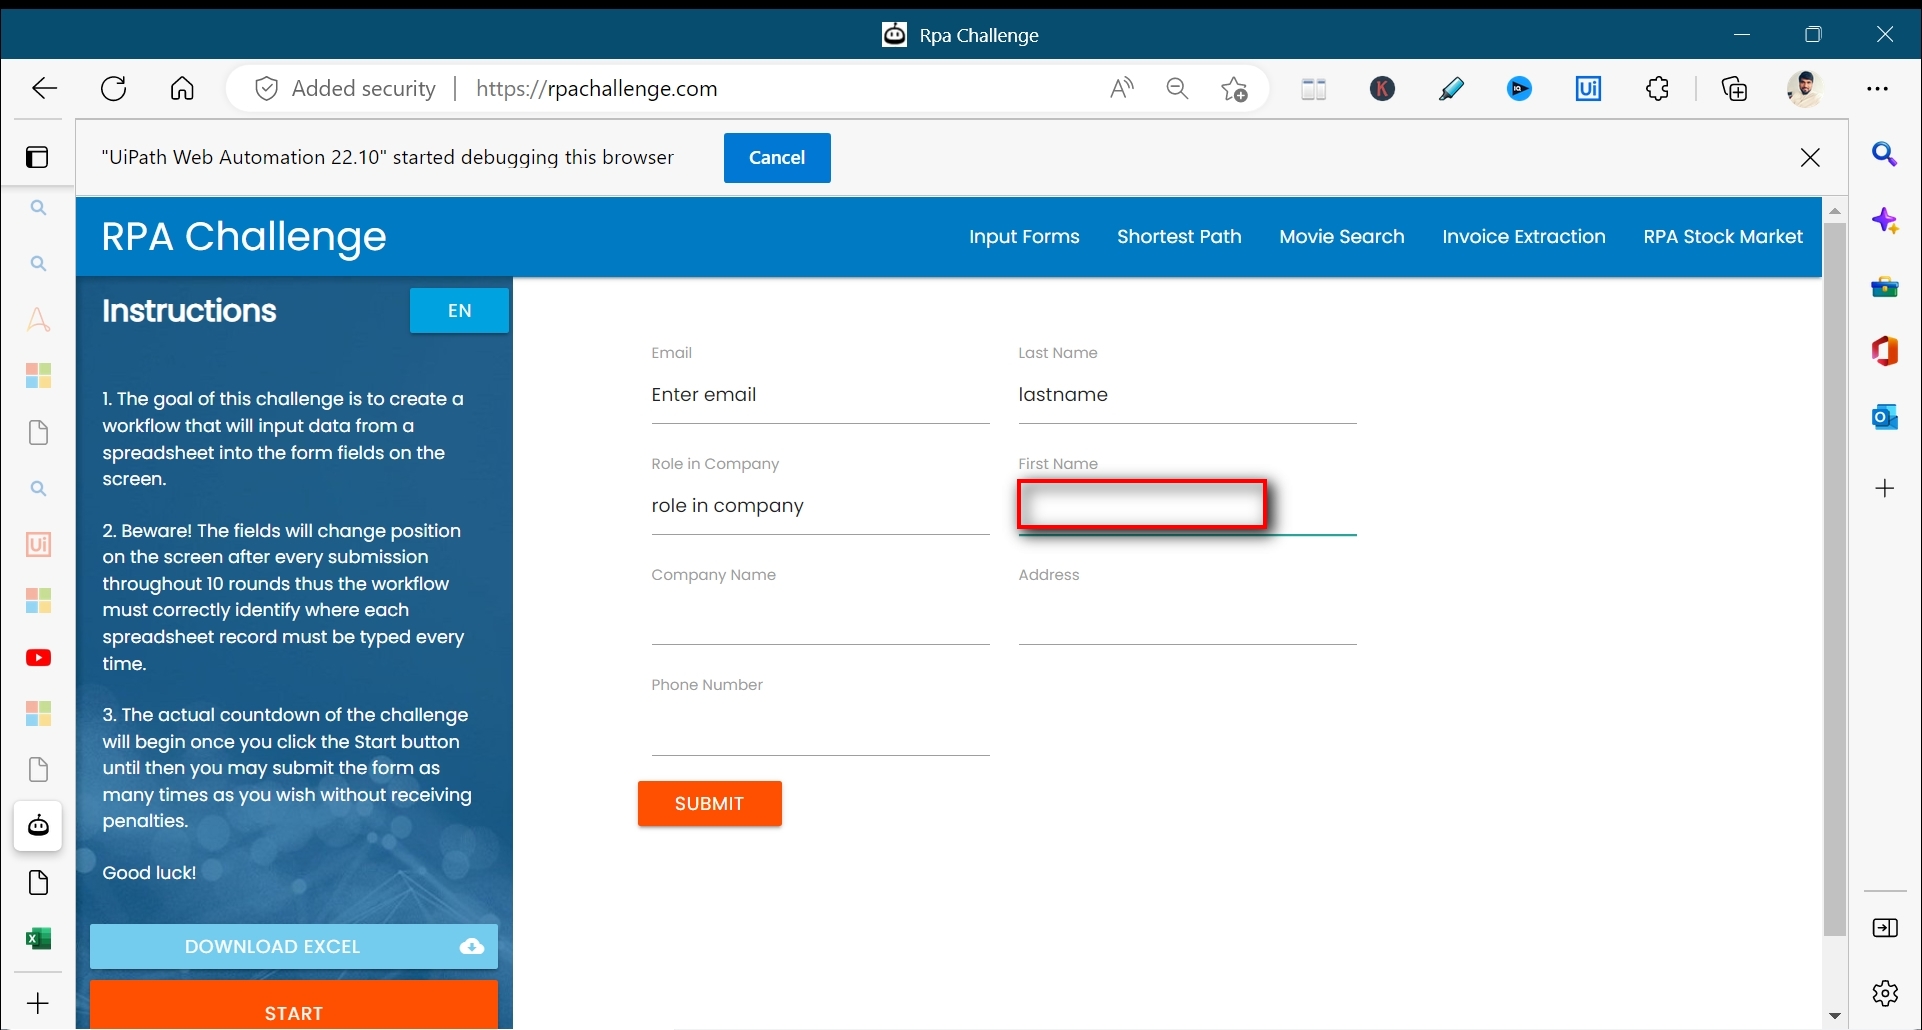 Rpa Challenge
Added security
https://rpachallenge.com
"UiPath Web Automation 22.10" started debugging this browser
Cancel
RPA Challenge
Input Forms
Shortest Path
Movie Search
Invoice Extraction
RPA Stock Market
Instructions
EN
1. The goal of this challenge is to create a
workflow that will input data from a
spreadsheet into the form fields on the
screen.
2. Beware! The fields will change position
on the screen after every submission
throughout 10 rounds thus the workflow
must correctly identify where each
spreadsheet record must be typed every
time.
3. The actual countdown of the challenge
will begin once you click the Start button
until then you may submit the form as
many times as you wish without receiving
penalties.
Good luck!
DOWNLOAD EXCEL
START
Email
Enter email
Last Name
lastname
Role in Company
role in company
First Name
Company Name
Address
Phone Number
SUBMIT